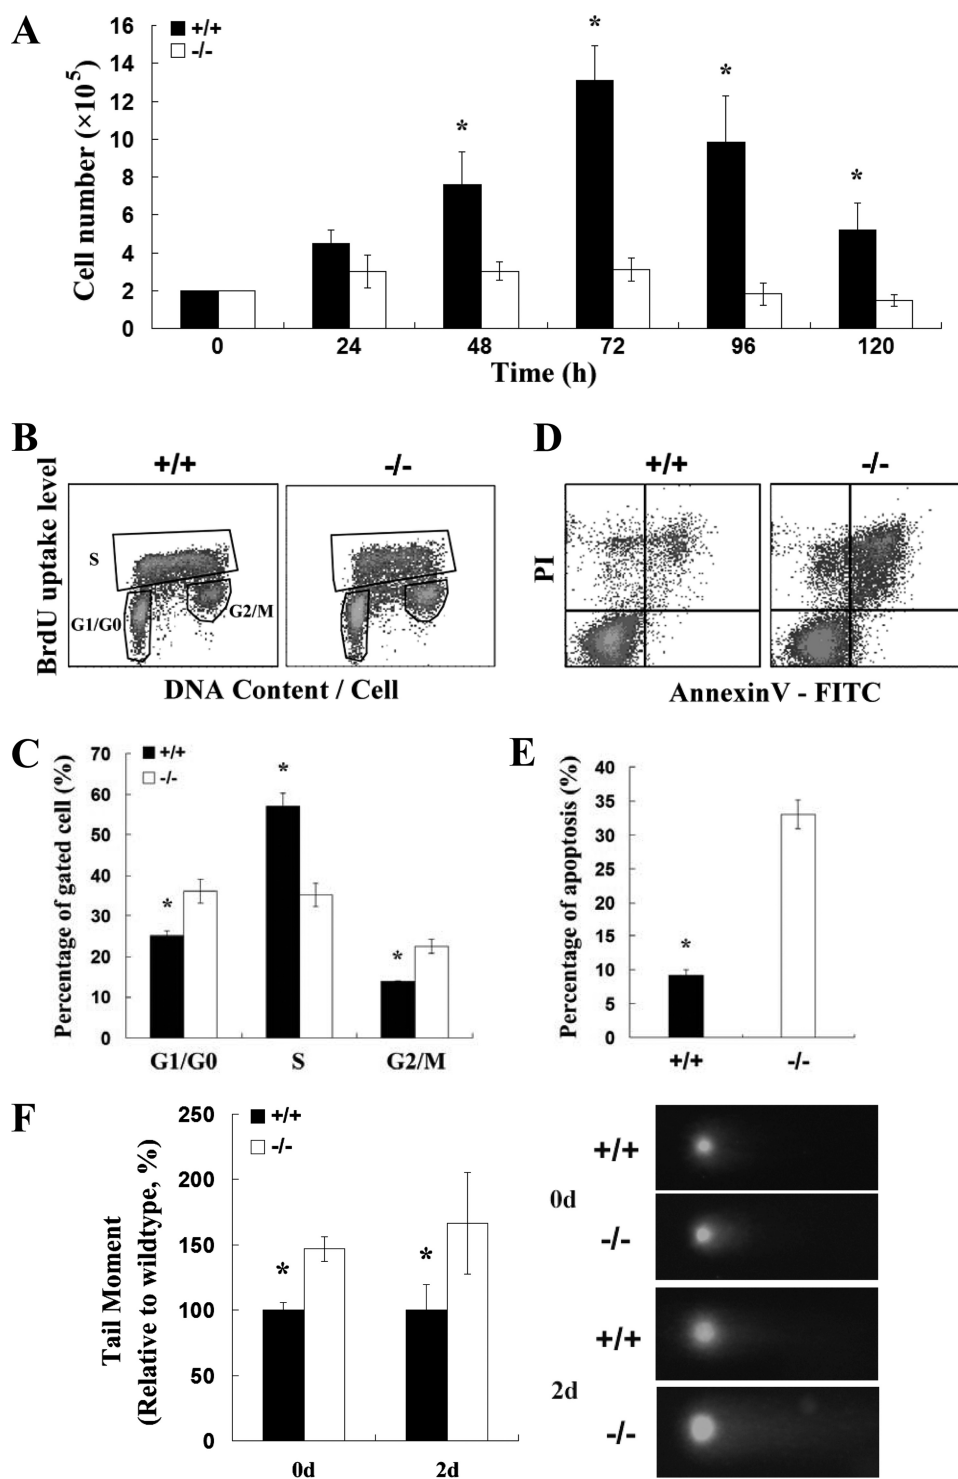 A
+/+
-/-
16
14
12
10
8
6
4
2
0
Cell number (×10⁵)
*
*
*
*
0 24 48 72 96 120
Time (h)
B
+/+ -/-
BrdU uptake level
S
G1/G0
G2/M
DNA Content / Cell
D
+/+ -/-
PI
AnnexinV - FITC
C
+/+
-/-
70
60
50
40
30
20
10
0
Percentage of gated cell (%)
*
*
*
G1/G0 S G2/M
E
40
35
30
25
20
15
10
5
0
Percentage of apoptosis (%)
*
+/+ -/-
F
+/+
-/-
250
200
150
100
50
0
Tail Moment
(Relative to wildtype, %)
*
*
0d 2d
+/+
0d
-/-
+/+
2d
-/-